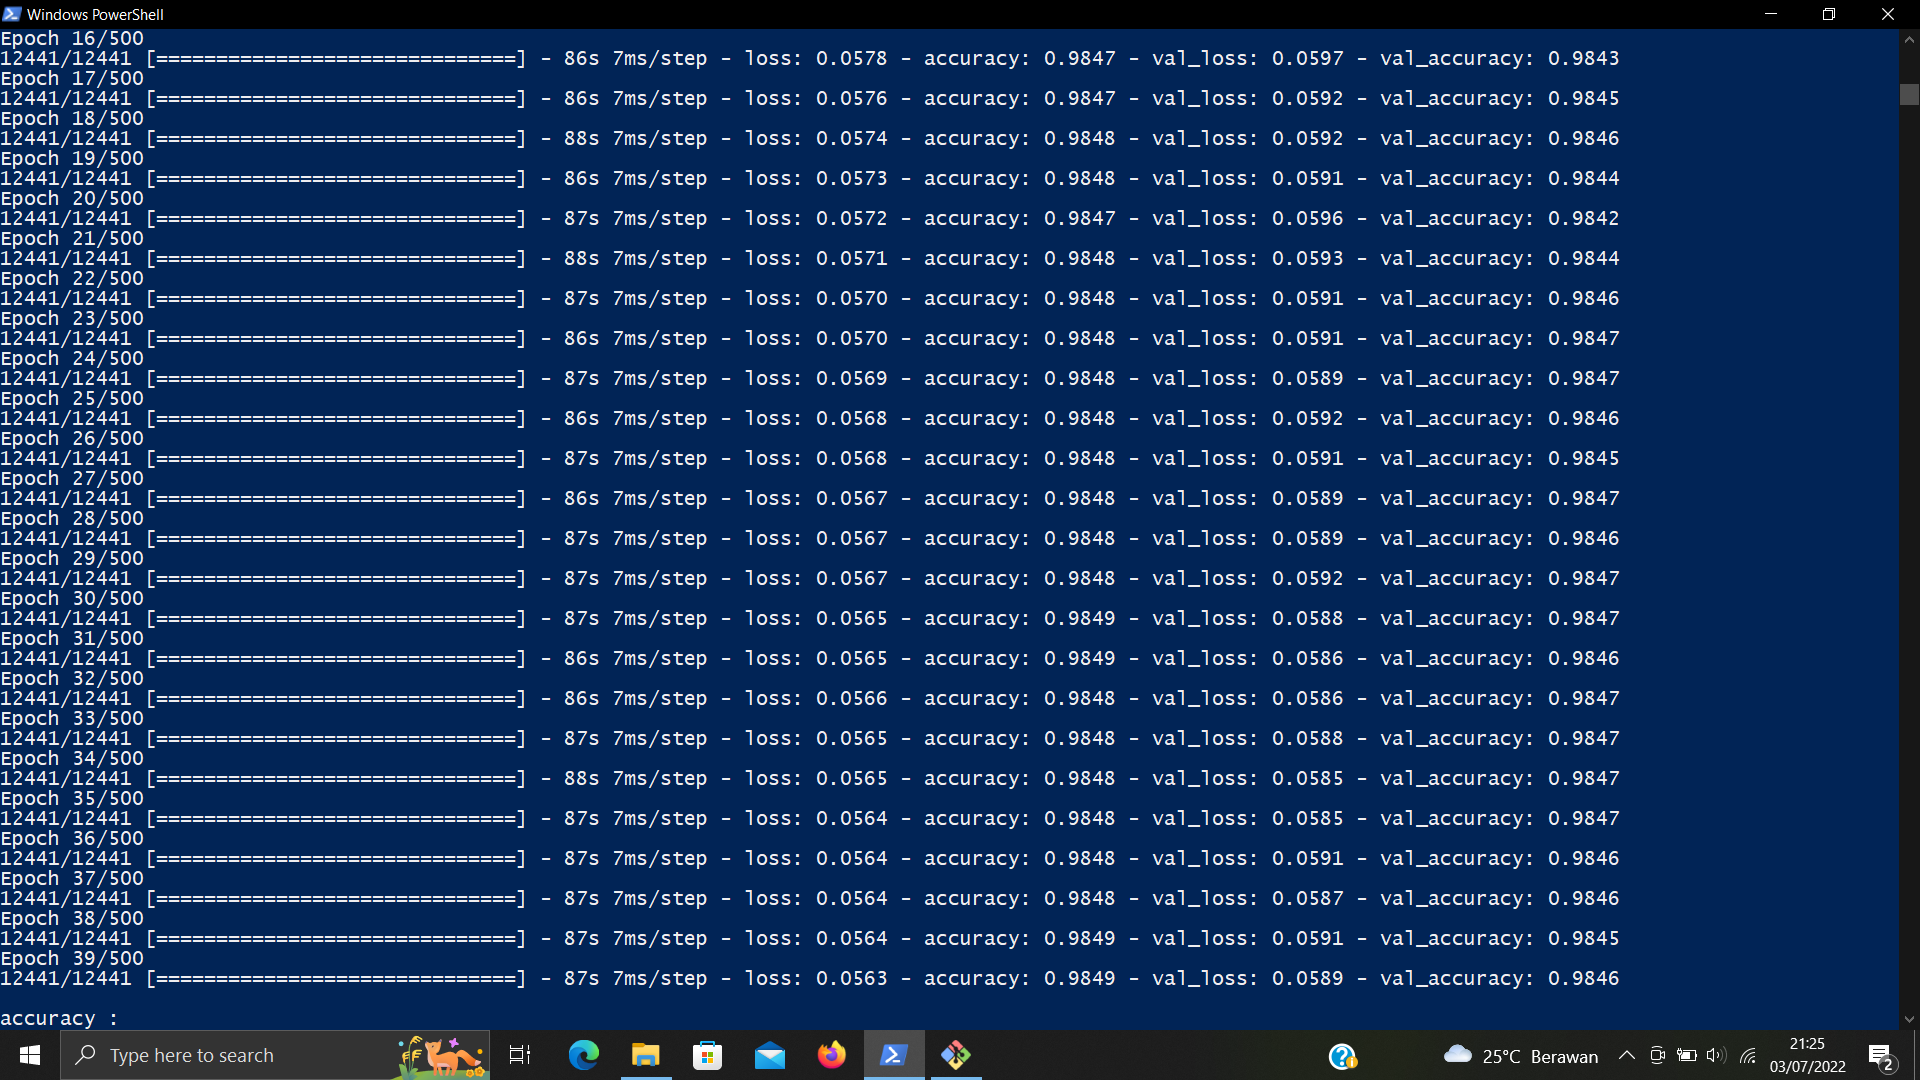 Windows PowerShell
Epoch 16/500
12441/12441 [==============================] - 86s 7ms/step - loss: 0.0578 - accuracy: 0.9847 - val_loss: 0.0597 - val_accuracy: 0.9843
Epoch 17/500
12441/12441 [==============================] - 86s 7ms/step - loss: 0.0576 - accuracy: 0.9847 - val_loss: 0.0592 - val_accuracy: 0.9845
Epoch 18/500
12441/12441 [==============================] - 88s 7ms/step - loss: 0.0574 - accuracy: 0.9848 - val_loss: 0.0592 - val_accuracy: 0.9846
Epoch 19/500
12441/12441 [==============================] - 86s 7ms/step - loss: 0.0573 - accuracy: 0.9848 - val_loss: 0.0591 - val_accuracy: 0.9844
Epoch 20/500
12441/12441 [==============================] - 87s 7ms/step - loss: 0.0572 - accuracy: 0.9847 - val_loss: 0.0596 - val_accuracy: 0.9842
Epoch 21/500
12441/12441 [==============================] - 88s 7ms/step - loss: 0.0571 - accuracy: 0.9848 - val_loss: 0.0593 - val_accuracy: 0.9844
Epoch 22/500
12441/12441 [==============================] - 87s 7ms/step - loss: 0.0570 - accuracy: 0.9848 - val_loss: 0.0591 - val_accuracy: 0.9846
Epoch 23/500
12441/12441 [==============================] - 86s 7ms/step - loss: 0.0570 - accuracy: 0.9848 - val_loss: 0.0591 - val_accuracy: 0.9847
Epoch 24/500
12441/12441 [==============================] - 87s 7ms/step - loss: 0.0569 - accuracy: 0.9848 - val_loss: 0.0589 - val_accuracy: 0.9847
Epoch 25/500
12441/12441 [==============================] - 86s 7ms/step - loss: 0.0568 - accuracy: 0.9848 - val_loss: 0.0592 - val_accuracy: 0.9846
Epoch 26/500
12441/12441 [==============================] - 87s 7ms/step - loss: 0.0568 - accuracy: 0.9848 - val_loss: 0.0591 - val_accuracy: 0.9845
Epoch 27/500
12441/12441 [==============================] - 86s 7ms/step - loss: 0.0567 - accuracy: 0.9848 - val_loss: 0.0589 - val_accuracy: 0.9847
Epoch 28/500
12441/12441 [==============================] - 87s 7ms/step - loss: 0.0567 - accuracy: 0.9848 - val_loss: 0.0589 - val_accuracy: 0.9846
Epoch 29/500
12441/12441 [==============================] - 87s 7ms/step - loss: 0.0567 - accuracy: 0.9848 - val_loss: 0.0592 - val_accuracy: 0.9847
Epoch 30/500
12441/12441 [==============================] - 87s 7ms/step - loss: 0.0565 - accuracy: 0.9849 - val_loss: 0.0588 - val_accuracy: 0.9847
Epoch 31/500
12441/12441 [==============================] - 86s 7ms/step - loss: 0.0565 - accuracy: 0.9849 - val_loss: 0.0586 - val_accuracy: 0.9846
Epoch 32/500
12441/12441 [==============================] - 86s 7ms/step - loss: 0.0566 - accuracy: 0.9848 - val_loss: 0.0586 - val_accuracy: 0.9847
Epoch 33/500
12441/12441 [==============================] - 87s 7ms/step - loss: 0.0565 - accuracy: 0.9848 - val_loss: 0.0588 - val_accuracy: 0.9847
Epoch 34/500
12441/12441 [==============================] - 88s 7ms/step - loss: 0.0565 - accuracy: 0.9848 - val_loss: 0.0585 - val_accuracy: 0.9847
Epoch 35/500
12441/12441 [==============================] - 87s 7ms/step - loss: 0.0564 - accuracy: 0.9848 - val_loss: 0.0585 - val_accuracy: 0.9847
Epoch 36/500
12441/12441 [==============================] - 87s 7ms/step - loss: 0.0564 - accuracy: 0.9848 - val_loss: 0.0591 - val_accuracy: 0.9846
Epoch 37/500
12441/12441 [==============================] - 87s 7ms/step - loss: 0.0564 - accuracy: 0.9848 - val_loss: 0.0587 - val_accuracy: 0.9846
Epoch 38/500
12441/12441 [==============================] - 87s 7ms/step - loss: 0.0564 - accuracy: 0.9849 - val_loss: 0.0591 - val_accuracy: 0.9845
Epoch 39/500
12441/12441 [==============================] - 87s 7ms/step - loss: 0.0563 - accuracy: 0.9849 - val_loss: 0.0589 - val_accuracy: 0.9846
accuracy :
Type here to search
25°C Berawan
21:25
03/07/2022
2